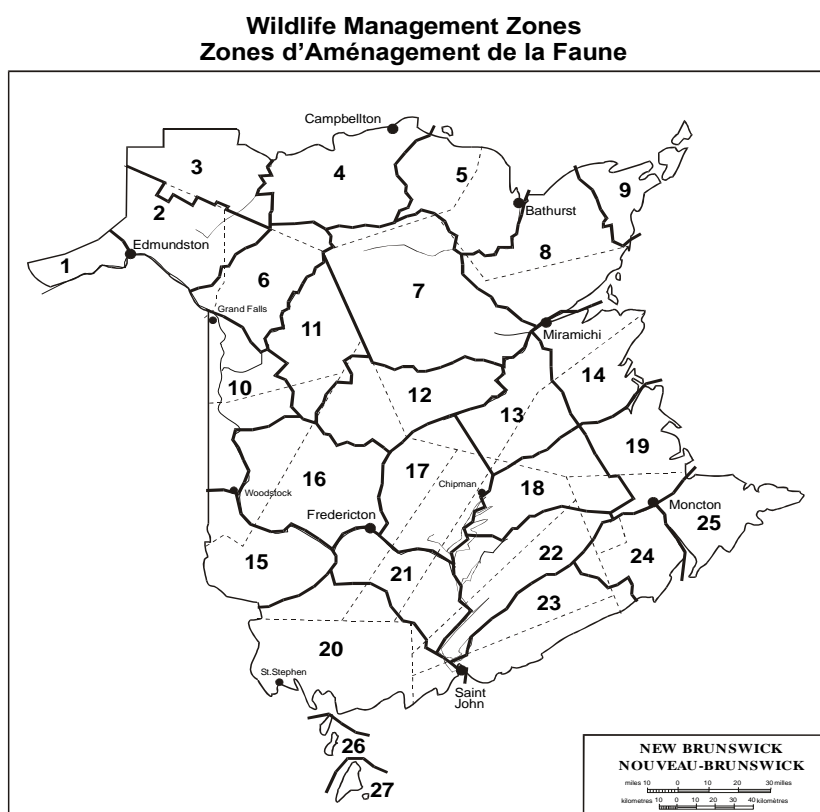 Wildlife Management Zones
Zones d'Aménagement de la Faune
Campbellton
3
4
5
9
2
Bathurst
Edmundston
1
8
6
7
Grand Falls
11
Miramichi
10
14
12
13
19
16
17
Chipman
18
Woodstock
Moncton
Fredericton
25
22
24
15
21
23
20
St.Stephen
Saint
John
26
27
NEW BRUNSWICK
NOUVEAU-BRUNSWICK
miles 10 0 10 20 30 milles
kilometres 10 0 10 20 30 40 kilomètres